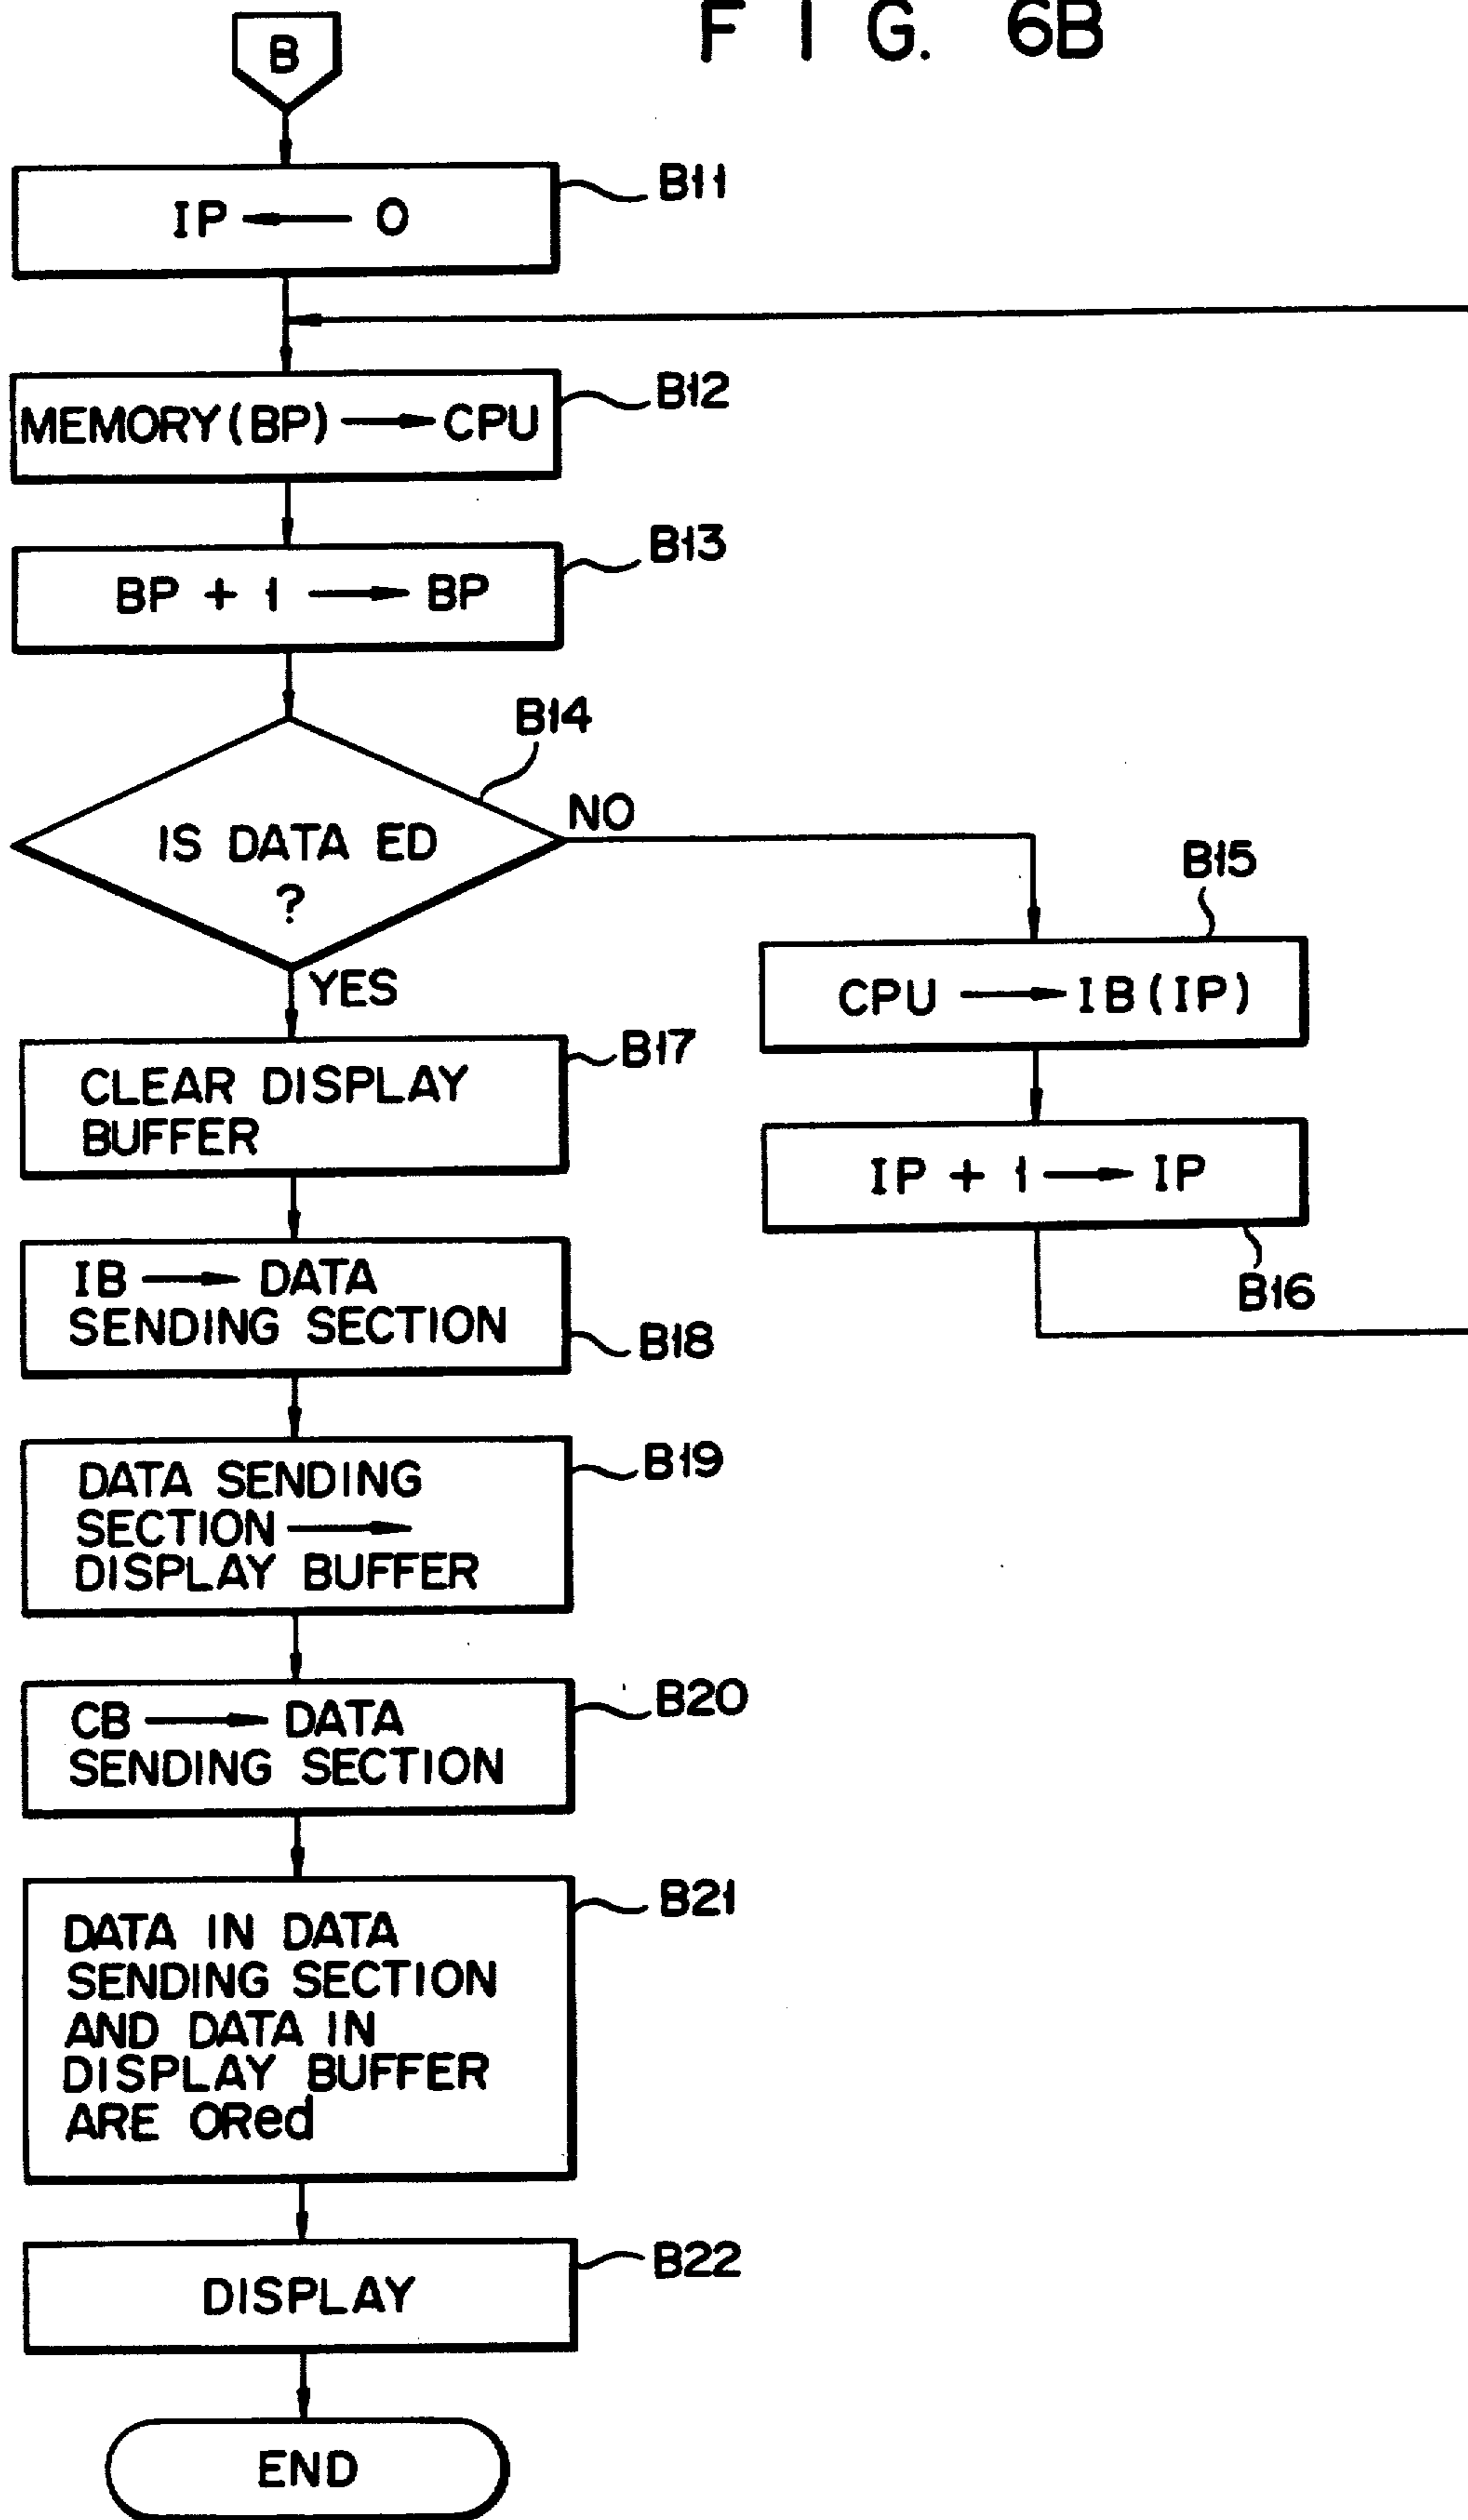 F I G. 6B
B
IP ← 0
B11
MEMORY(BP) → CPU
B12
BP + 1 → BP
B13
B14
IS DATA ED
?
NO
YES
B15
CPU → IB(IP)
IP + 1 → IP
B16
CLEAR DISPLAY
BUFFER
B17
IB → DATA
SENDING SECTION
B18
DATA SENDING
SECTION →
DISPLAY BUFFER
B19
CB → DATA
SENDING SECTION
B20
DATA IN DATA
SENDING SECTION
AND DATA IN
DISPLAY BUFFER
ARE ORed
B21
DISPLAY
B22
END